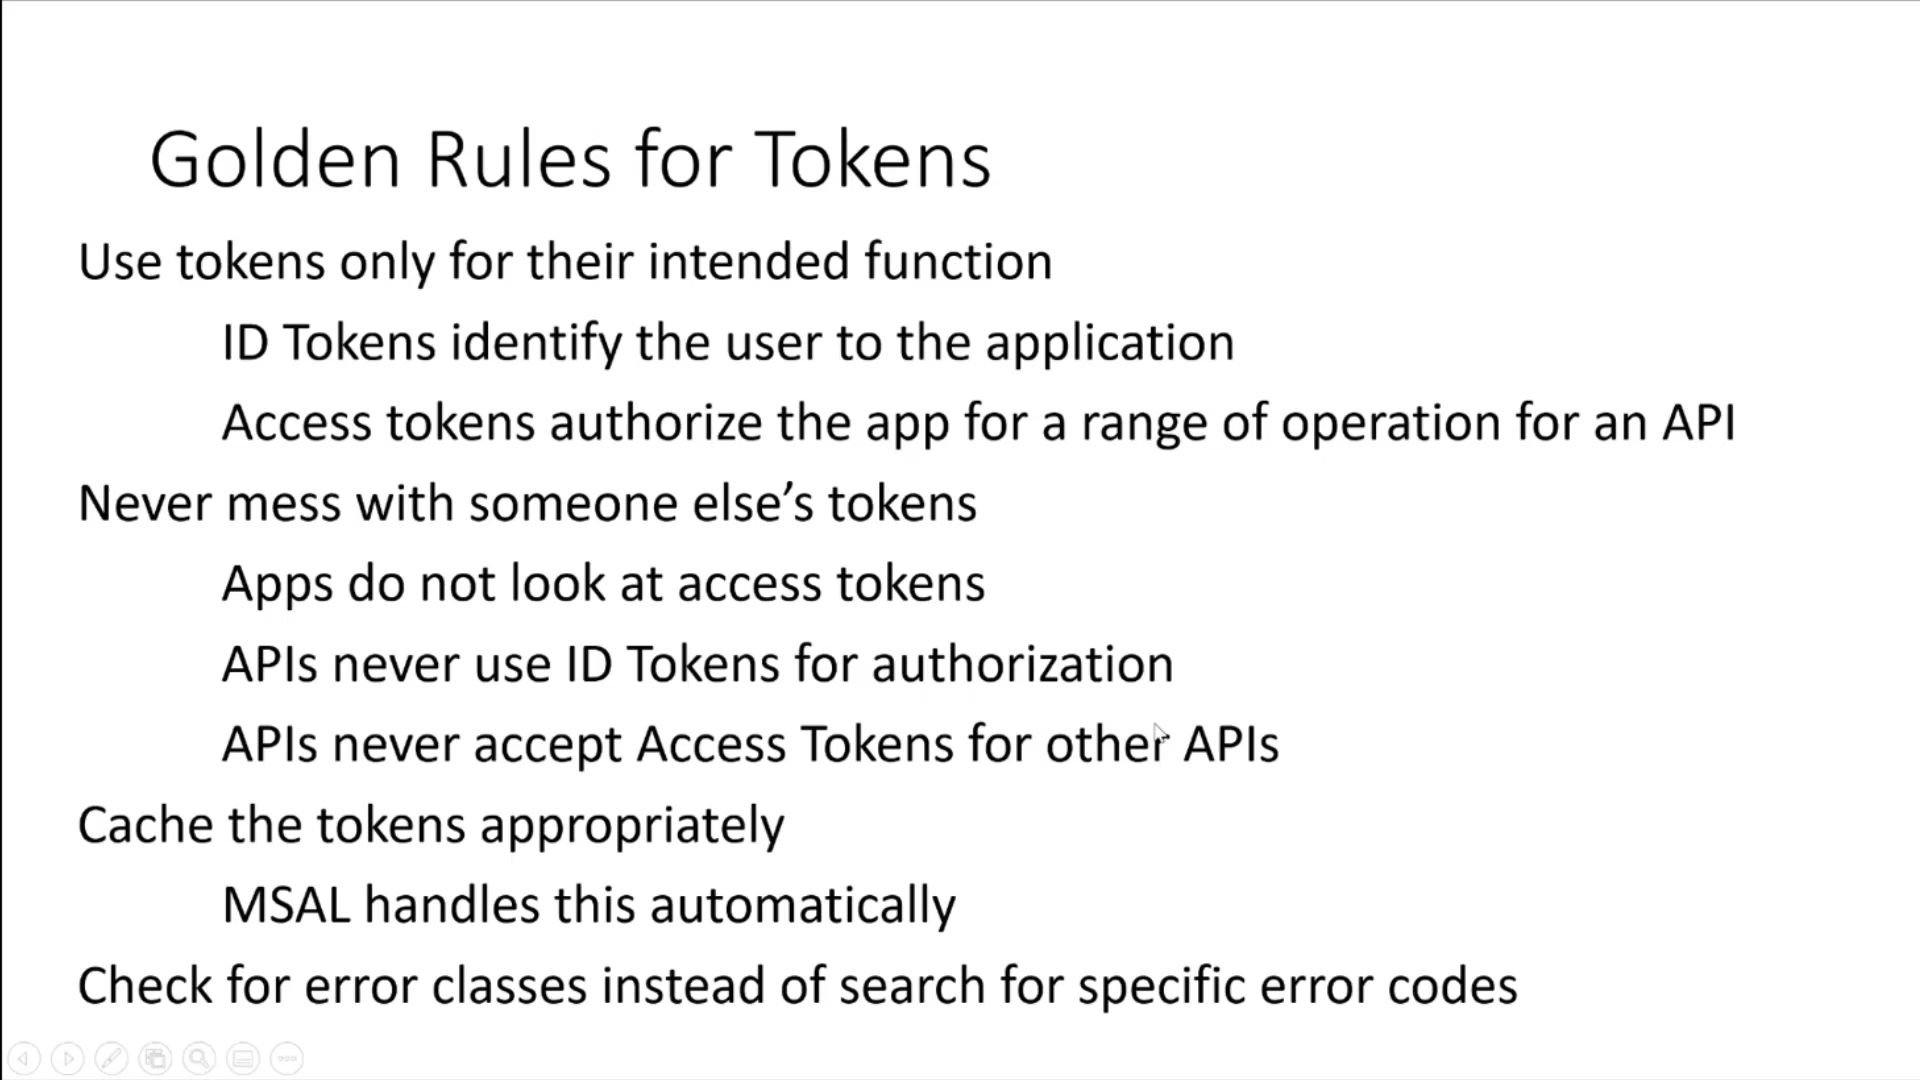 Golden Rules for Tokens
Use tokens only for their intended function
ID Tokens identify the user to the application
Access tokens authorize the app for a range of operation for an API
Never mess with someone else’s tokens
Apps do not look at access tokens
APIs never use ID Tokens for authorization
APIs never accept Access Tokens for other APIs
Cache the tokens appropriately
MSAL handles this automatically
Check for error classes instead of search for specific error codes